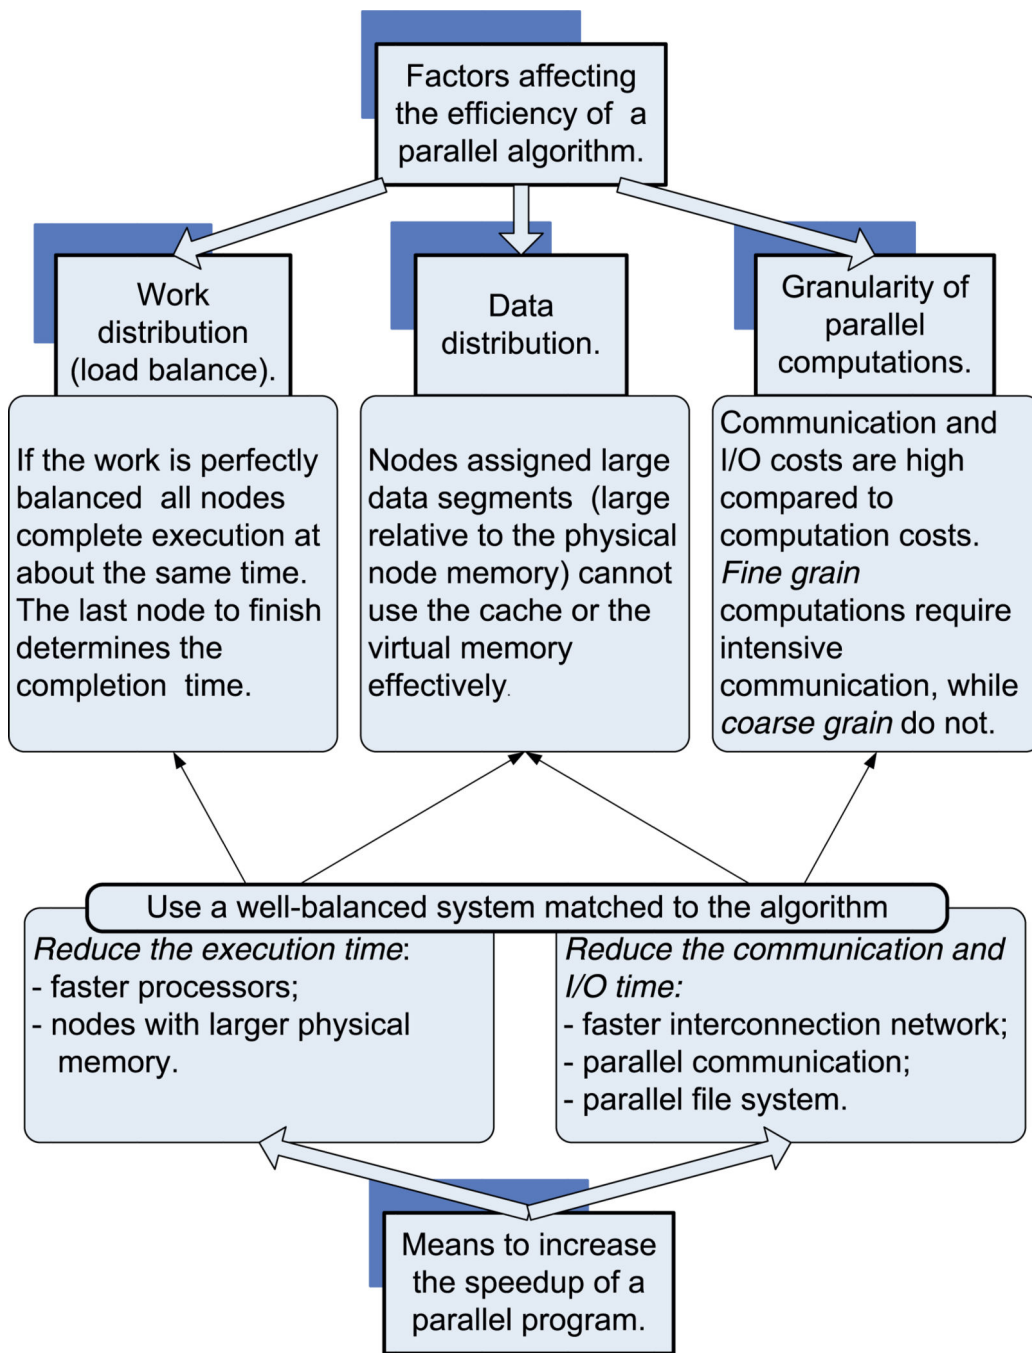 Factors affecting
the efficiency of a
parallel algorithm.
Work
distribution
(load balance).
Data
distribution.
Granularity of
parallel
computations.
If the work is perfectly
balanced all nodes
complete execution at
about the same time.
The last node to finish
determines the
completion time.
Nodes assigned large
data segments (large
relative to the physical
node memory) cannot
use the cache or the
virtual memory
effectively.
Communication and
I/O costs are high
compared to
computation costs.
Fine grain
computations require
intensive
communication, while
coarse grain do not.
Use a well-balanced system matched to the algorithm
Reduce the execution time:
- faster processors;
- nodes with larger physical
memory.
Reduce the communication and
I/O time:
- faster interconnection network;
- parallel communication;
- parallel file system.
Means to increase
the speedup of a
parallel program.